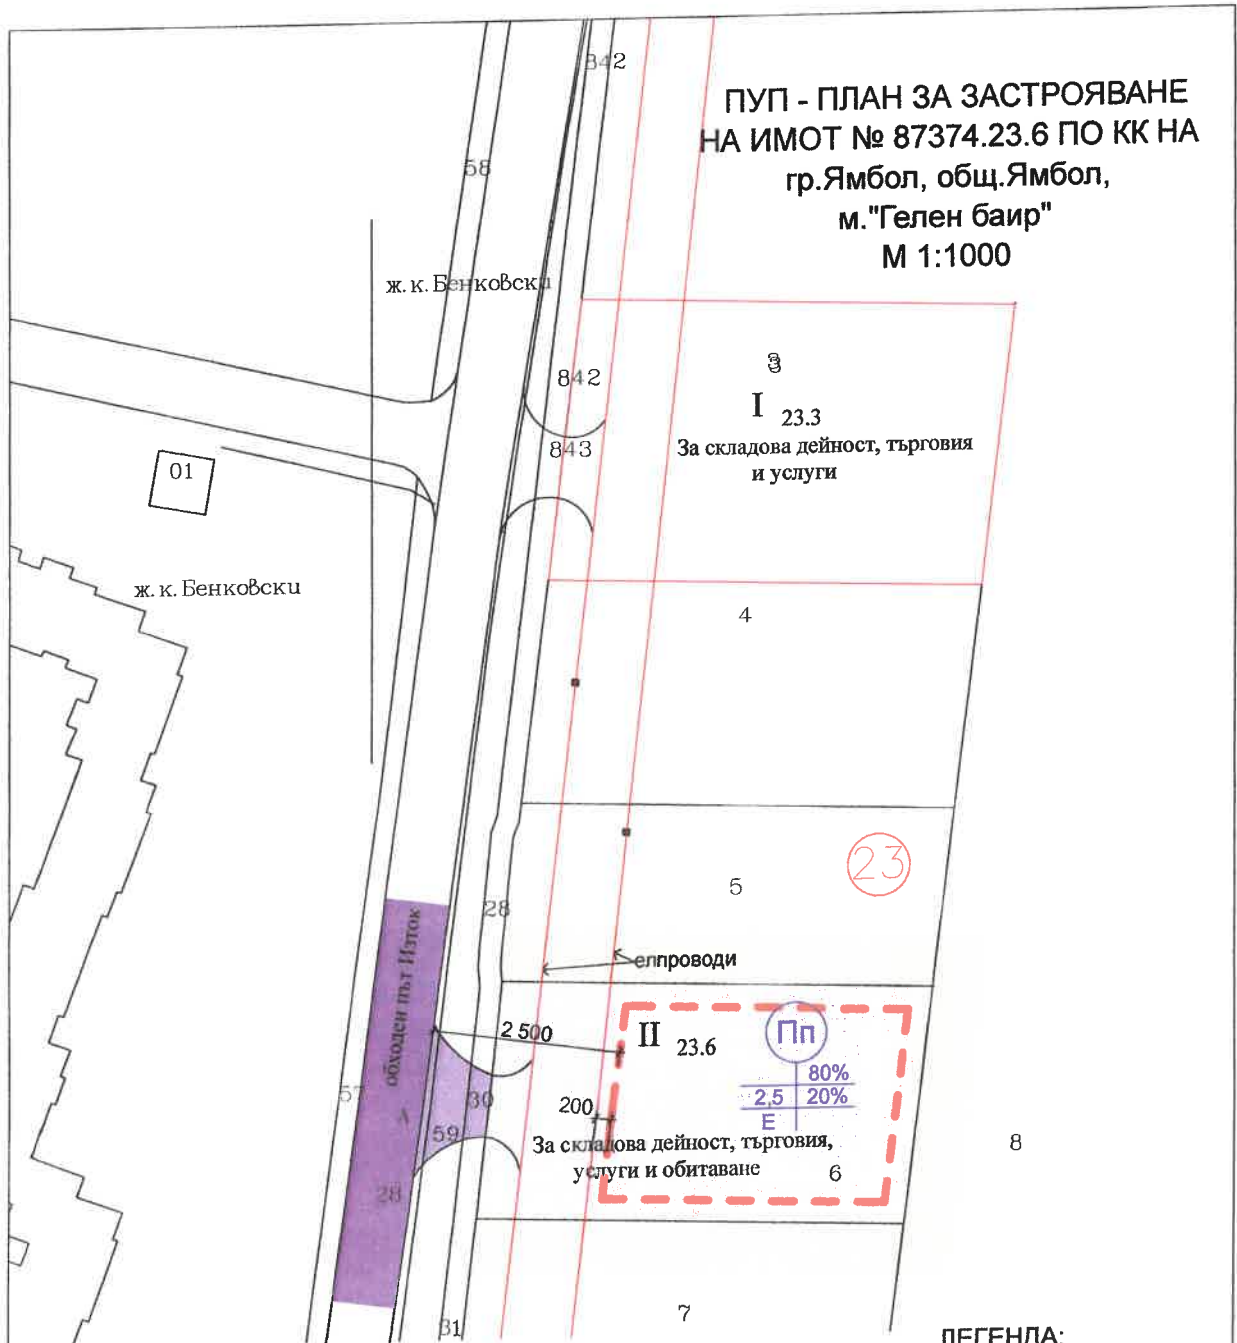 842
ПУП - ПЛАН ЗА ЗАСТРОЯВАНЕ
НА ИМОТ № 87374.23.6 ПО КК НА
гр.Ямбол, общ.Ямбол,
м."Гелен баир"
М 1:1000
58
ж.к.Бенковски
842
3
I 23.3
843
За складова дейност, търговия
и услуги
01
ж.к.Бенковски
4
23
5
28
обходен път Изток
елпроводи
2 500
II 23.6
Пп
80%
2,5 20%
Е
57
30
200
59
За складова дейност, търговия,
услуги и обитаване
6
8
28
7
31
ЛЕГЕНДА: